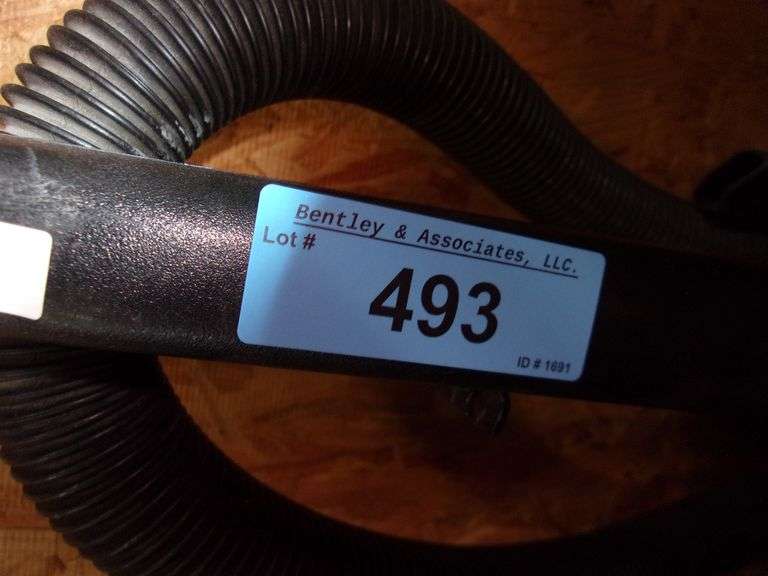 Bentley & Associates, LLC.
Lot #
493
ID # 1691